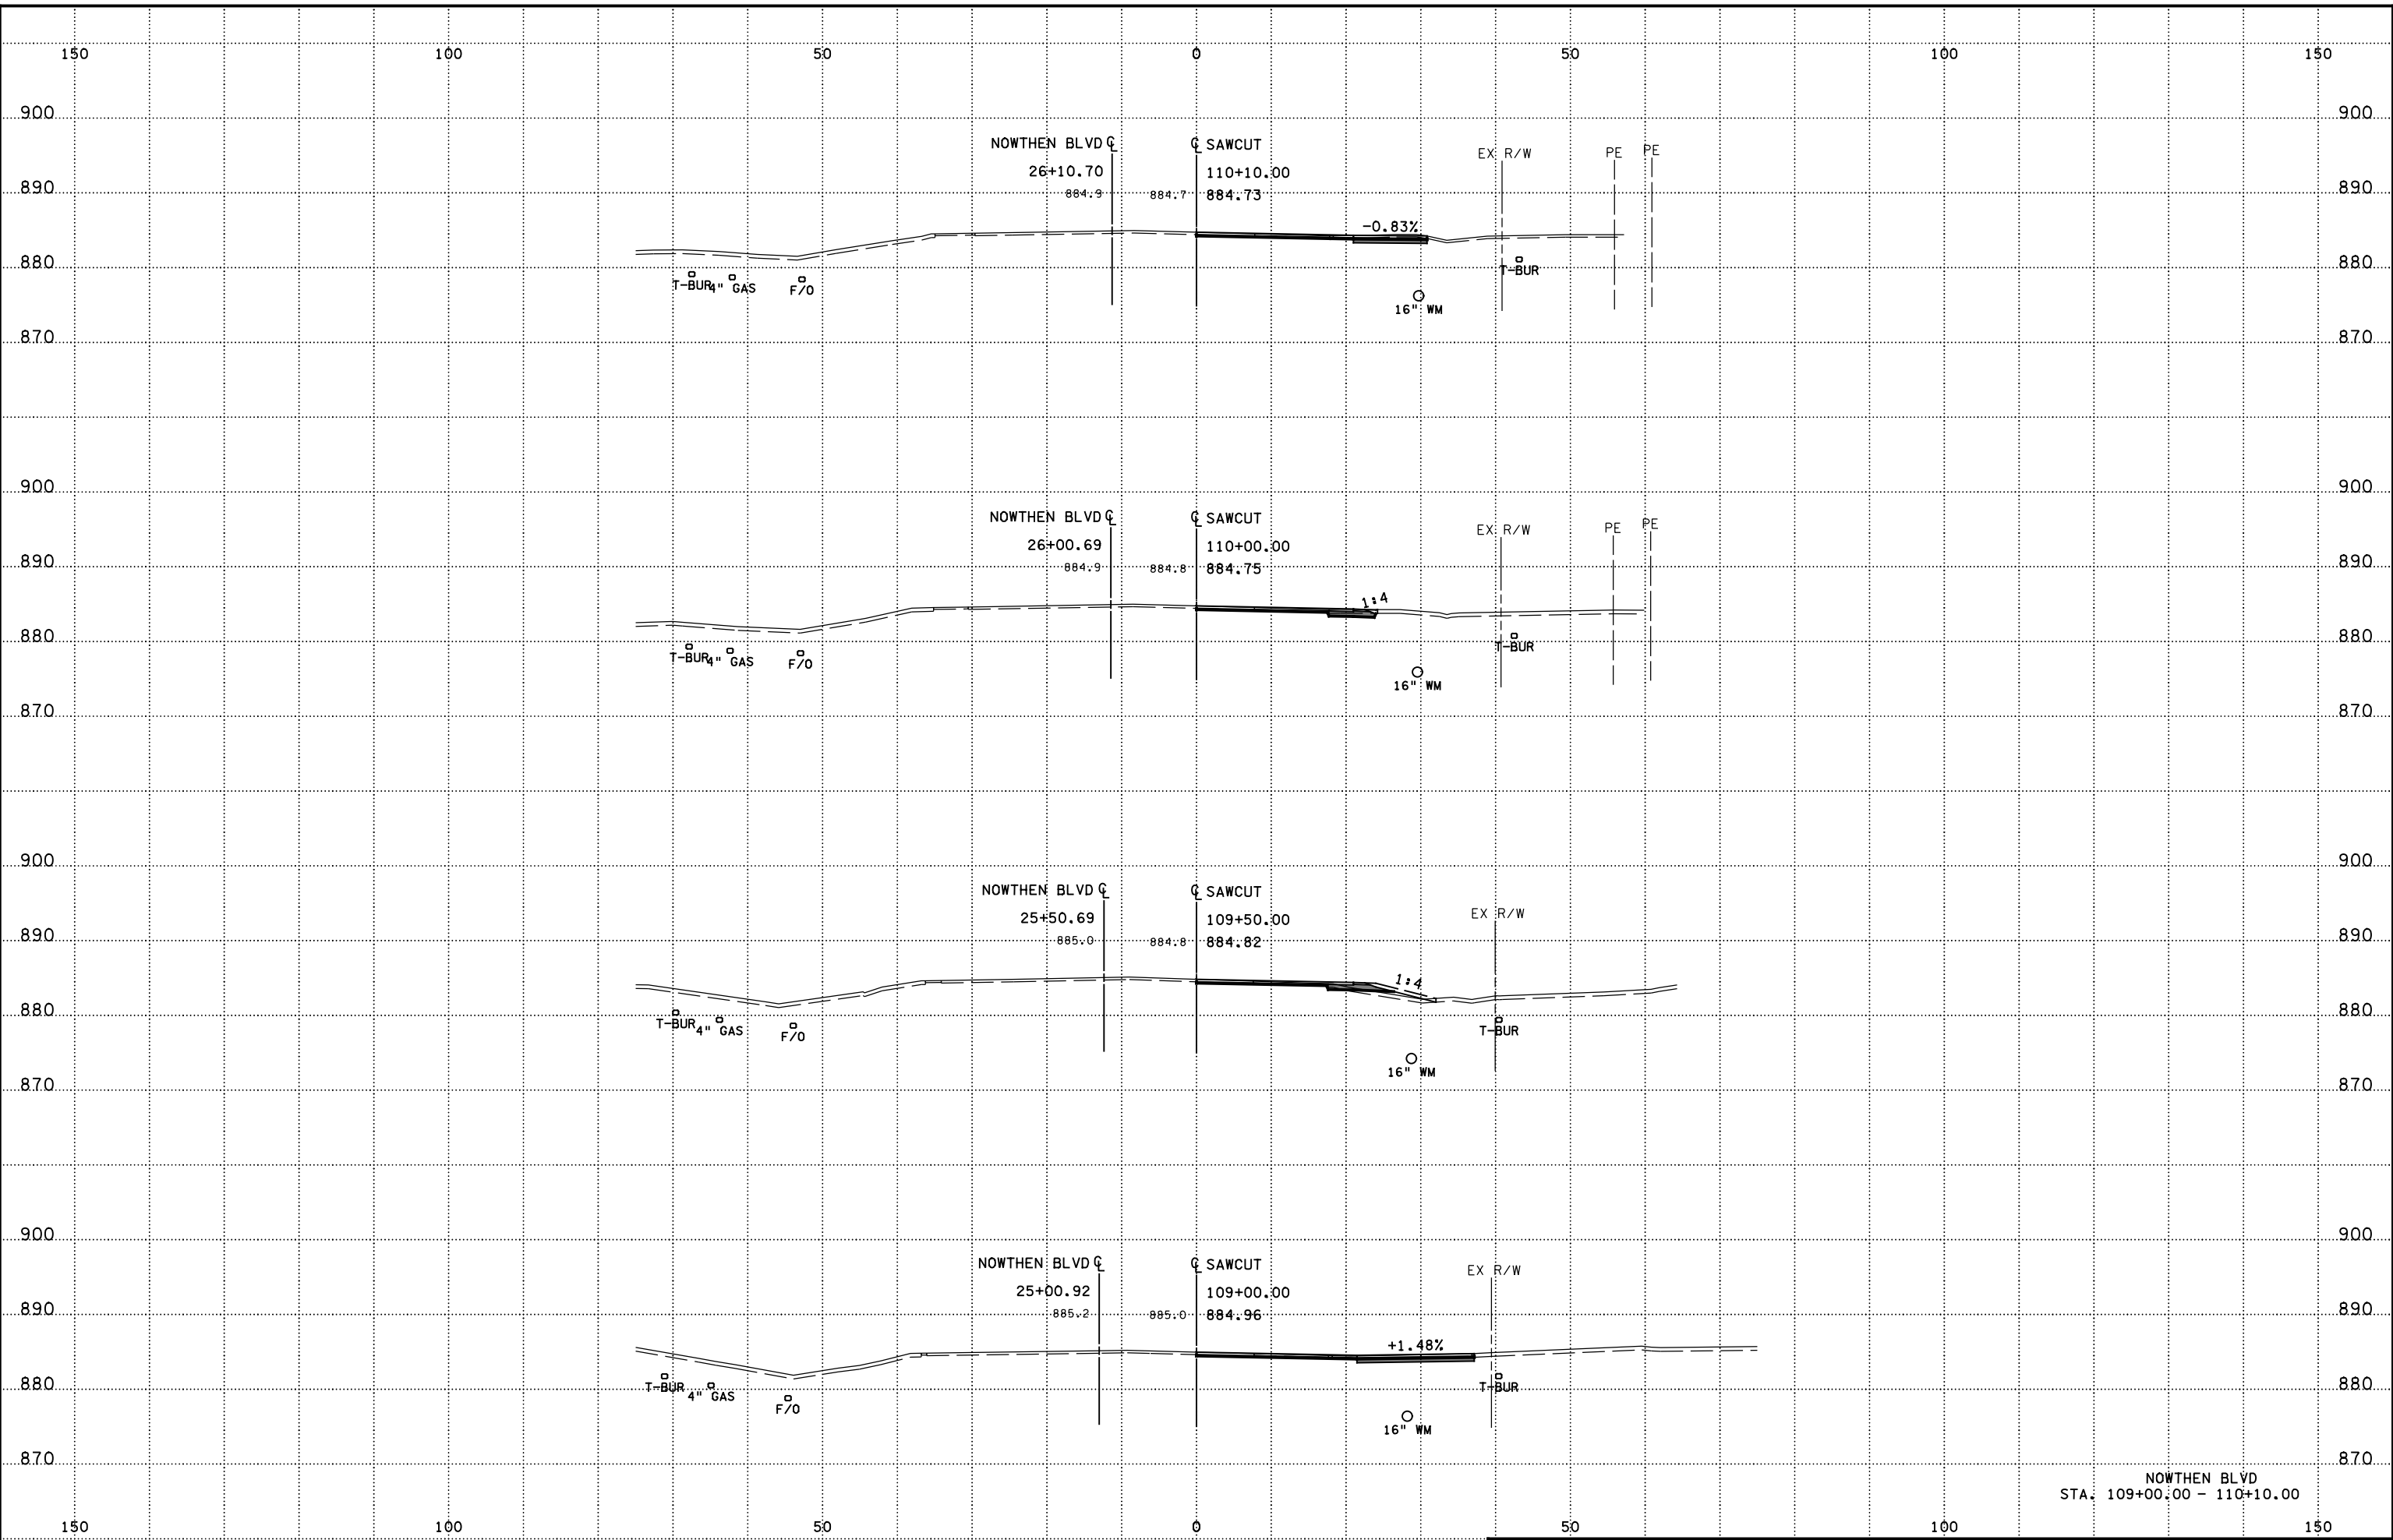 150 100 50 0 50 100 150
900 900
NOWTHEN BLVD ℄ ℄ SAWCUT EX R/W PE PE
26+10.70 110+10.00
890 884.9 884.7 884.73 890
-0.83%
880 880
T-BUR 4" GAS F/O T-BUR
16" WM
870 870
900 900
NOWTHEN BLVD ℄ ℄ SAWCUT EX R/W PE PE
26+00.69 110+00.00
890 884.9 884.8 884.75 890
1:4
880 880
T-BUR 4" GAS F/O T-BUR
16" WM
870 870
900 900
NOWTHEN BLVD ℄ ℄ SAWCUT EX R/W
25+50.69 109+50.00
890 885.0 884.8 884.82 890
1:4
880 880
T-BUR 4" GAS F/O T-BUR
16" WM
870 870
900 900
NOWTHEN BLVD ℄ ℄ SAWCUT EX R/W
25+00.92 109+00.00
890 885.2 885.0 884.96 890
+1.48%
880 880
T-BUR 4" GAS F/O T-BUR
16" WM
870 870
NOWTHEN BLVD
STA. 109+00.00 - 110+10.00
150 100 50 0 50 100 150